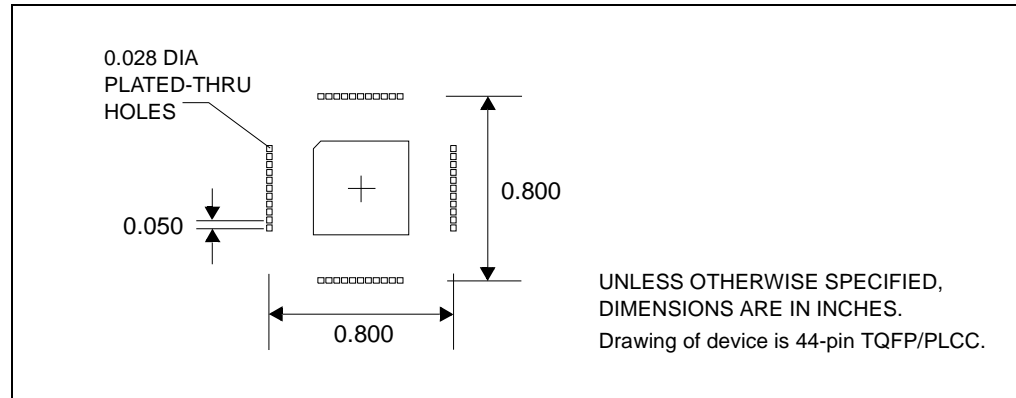 0.028 DIA
PLATED-THRU
HOLES
0.050
0.800
0.800
UNLESS OTHERWISE SPECIFIED,
DIMENSIONS ARE IN INCHES.
Drawing of device is 44-pin TQFP/PLCC.